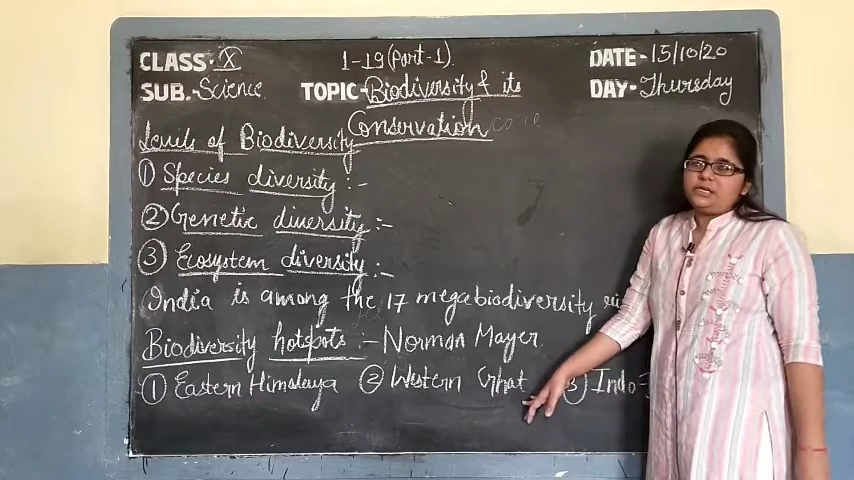 CLASS- X
1-19 (Part-1).
DATE - 15/10/20
SUB.- Science
TOPIC- Biodiversity & its
DAY- Thursday
Conservation
Levels of Biodiversity
① Species diversity :-
② Genetic diversity :-
③ Ecosystem diversity :-
India is among the 17 megabiodiversity
Biodiversity hotspots :- Norman Mayer
① Eastern Himalaya ② Western Ghat ③ Indo-